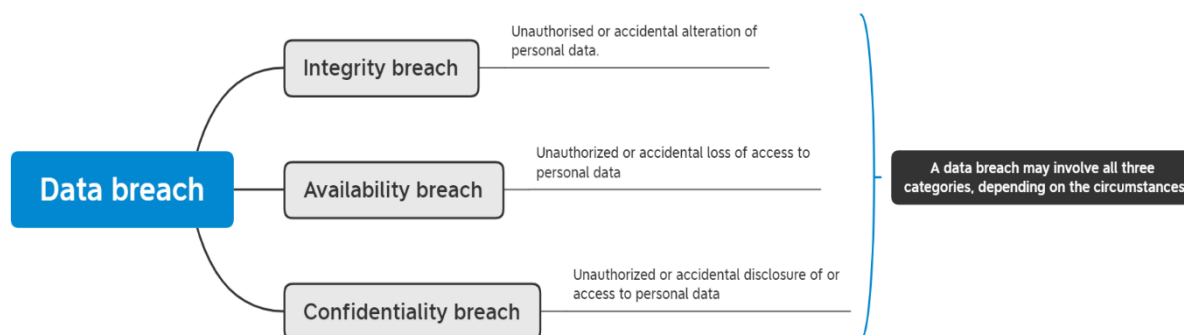 Data breach
Integrity breach
Unauthorised or accidental alteration of
personal data.
Availability breach
Unauthorized or accidental loss of access to
personal data
Confidentiality breach
Unauthorized or accidental disclosure of or
access to personal data
A data breach may involve all three
categories, depending on the circumstances